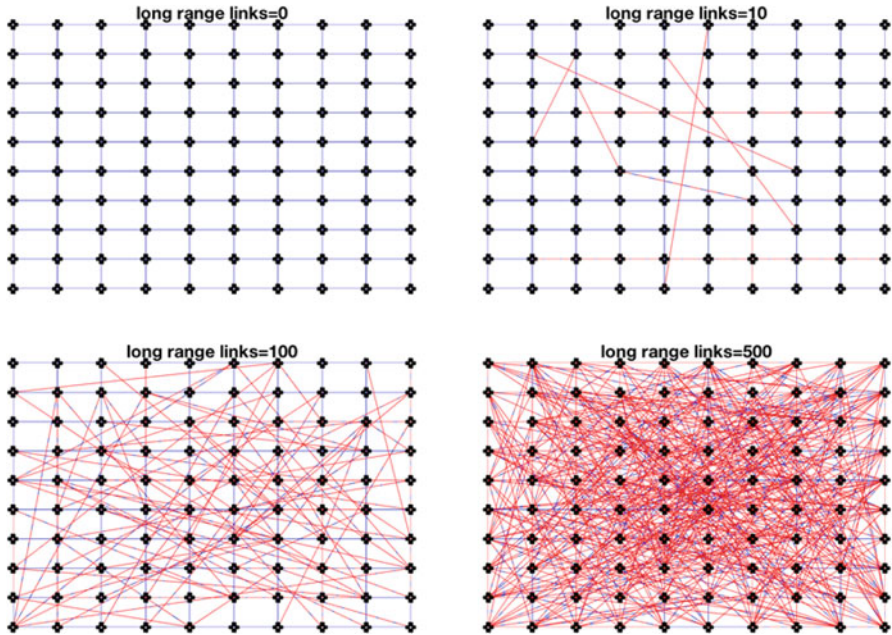 long range links=0
long range links=10
long range links=100
long range links=500